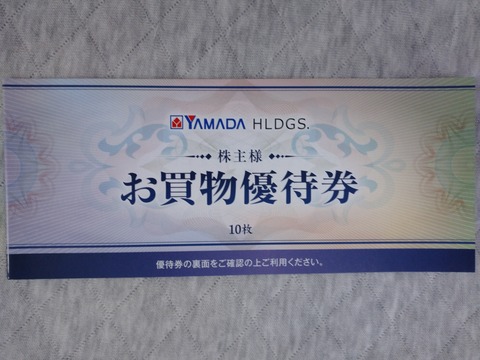 YAMADA HLDGS.
株主様
お買物優待券
10枚
優待券の裏面をご確認の上ご利用ください。